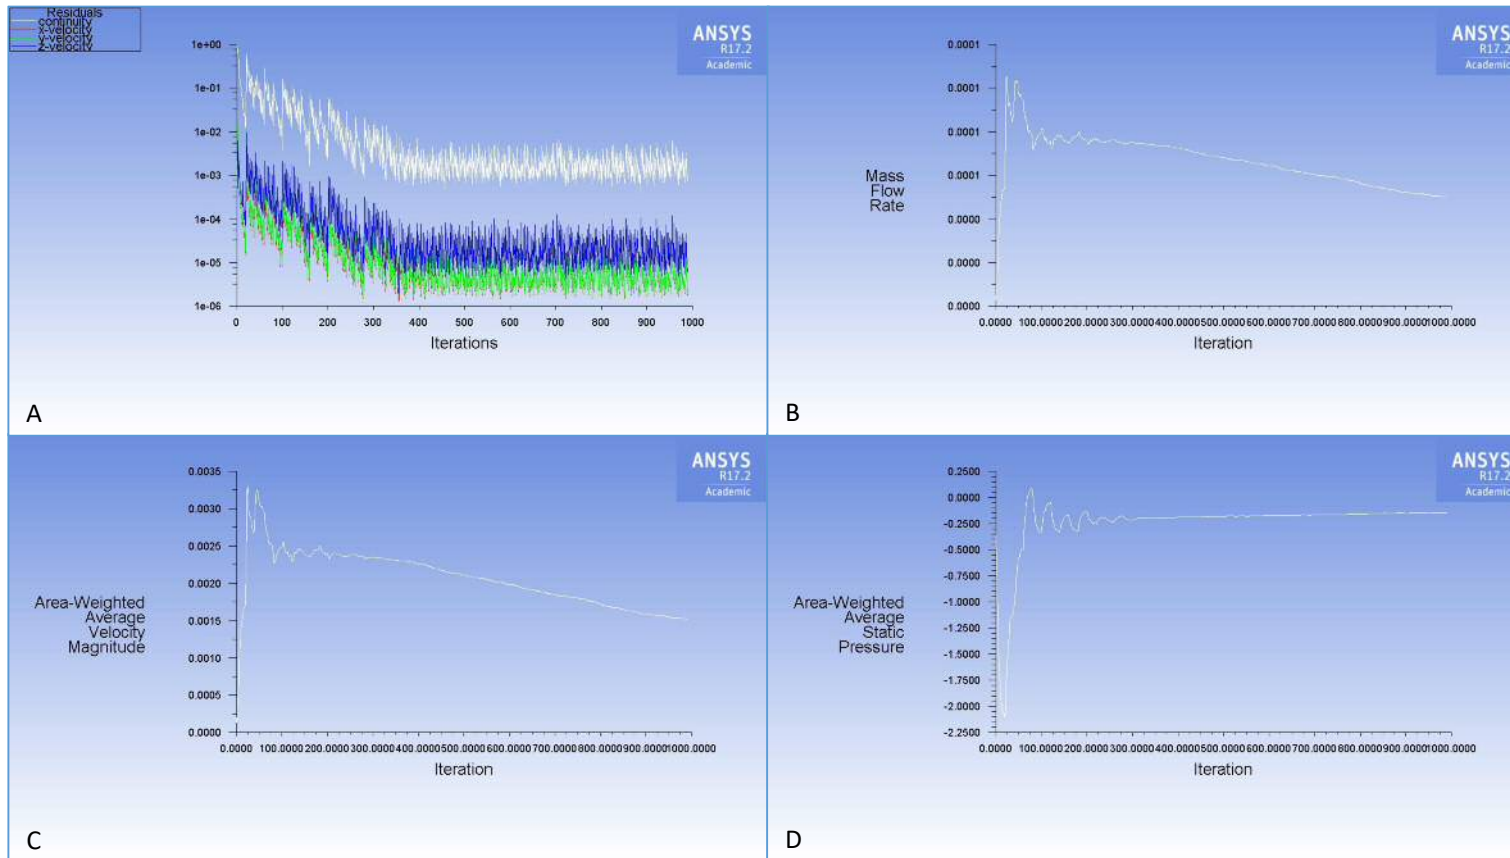 Residuals
continuity
x-velocity
y-velocity
z-velocity
1e+00
1e-01
1e-02
1e-03
1e-04
1e-05
1e-06
0 100 200 300 400 500 600 700 800 900 1000
Iterations
ANSYS
R17.2
Academic
A
0.0001
0.0001
0.0001
0.0001
0.0000
0.0000
0.0000
Mass
Flow
Rate
0.0000 100.0000 200.0000 300.0000 400.0000 500.0000 600.0000 700.0000 800.0000 900.0000 1000.0000
Iteration
ANSYS
R17.2
Academic
B
0.0035
0.0030
0.0025
0.0020
0.0015
0.0010
0.0005
0.0000
Area-Weighted
Average
Velocity
Magnitude
0.0000 100.0000 200.0000 300.0000 400.0000 500.0000 600.0000 700.0000 800.0000 900.0000 1000.0000
Iteration
ANSYS
R17.2
Academic
C
0.2500
0.0000
-0.2500
-0.5000
-0.7500
-1.0000
-1.2500
-1.5000
-1.7500
-2.0000
-2.2500
Area-Weighted
Average
Static
Pressure
0.0000 100.0000 200.0000 300.0000 400.0000 500.0000 600.0000 700.0000 800.0000 900.0000 1000.0000
Iteration
ANSYS
R17.2
Academic
D